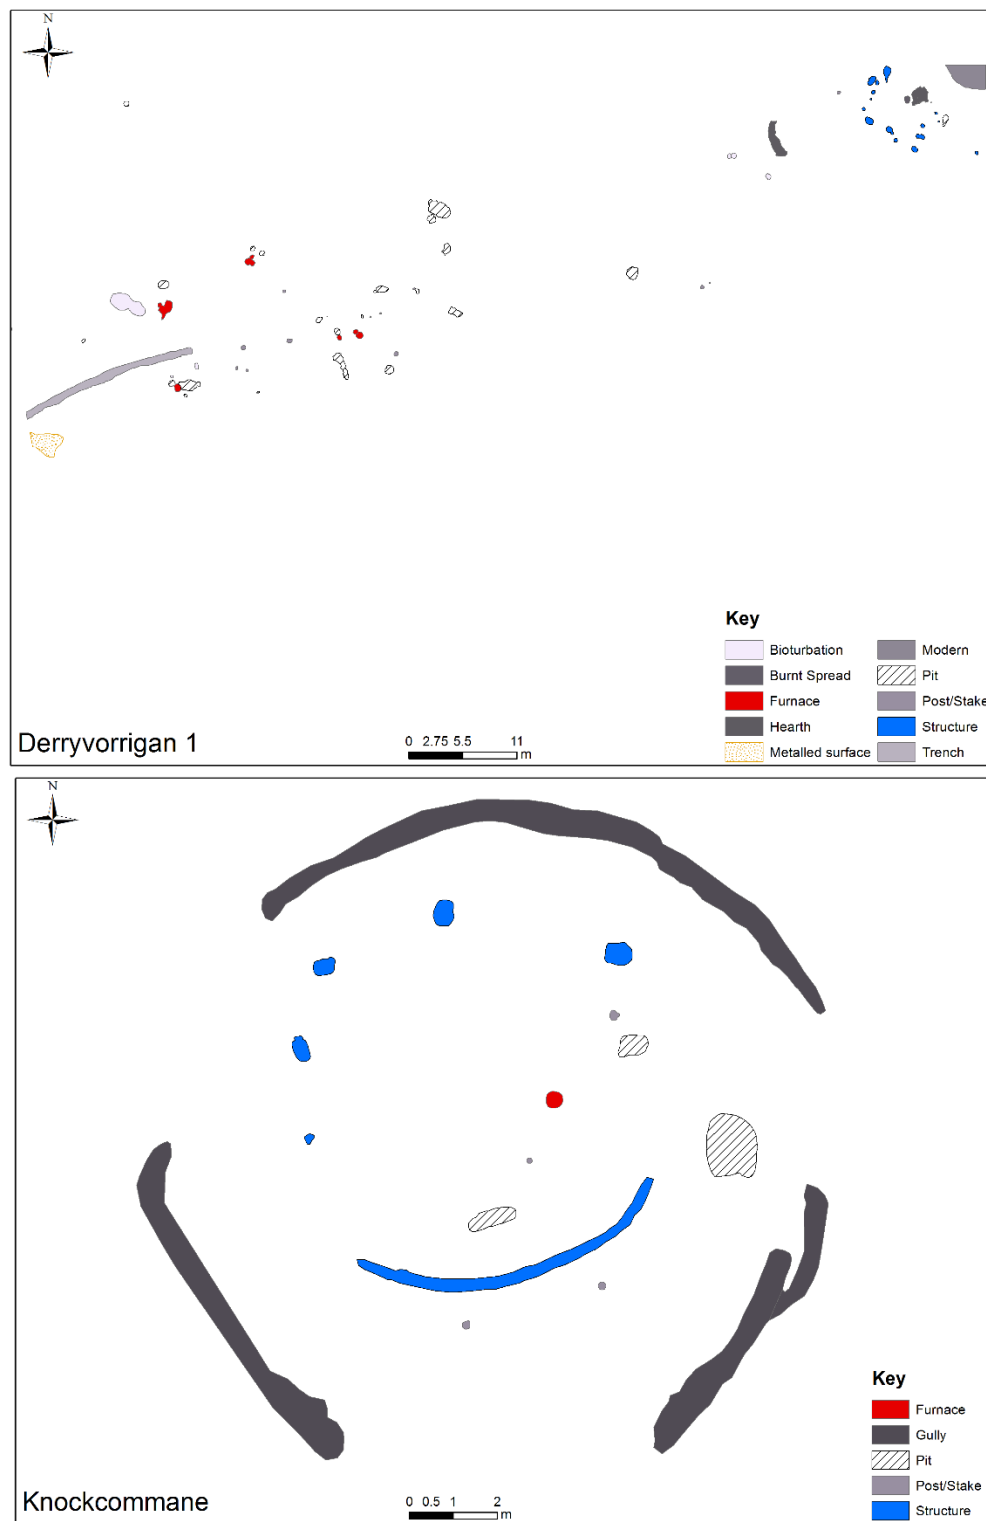 N
Key
Bioturbation
Modern
Burnt Spread
Pit
Furnace
Post/Stake
Hearth
Structure
Metalled surface
Trench
Derryvorrigan 1
0 2.75 5.5 11
m
N
Key
Furnace
Gully
Pit
Post/Stake
Structure
Knockcommane
0 0.5 1 2
m